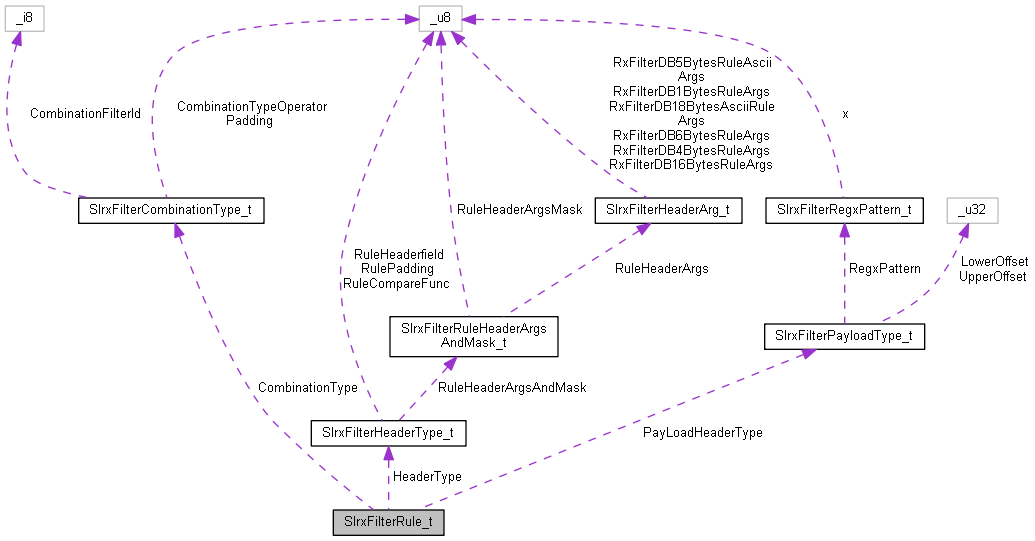 _i8
_u8
RxFilterDB5BytesRuleAscii
Args
RxFilterDB1BytesRuleArgs
RxFilterDB18BytesAsciiRule
Args
RxFilterDB6BytesRuleArgs
RxFilterDB4BytesRuleArgs
RxFilterDB16BytesRuleArgs
CombinationFilterId
CombinationTypeOperator
Padding
x
SlrxFilterCombinationType_t
RuleHeaderArgsMask
SlrxFilterHeaderArg_t
SlrxFilterRegxPattern_t
_u32
RuleHeaderfield
RulePadding
RuleCompareFunc
RuleHeaderArgs
RegxPattern
LowerOffset
UpperOffset
SlrxFilterRuleHeaderArgs
AndMask_t
SlrxFilterPayloadType_t
CombinationType
RuleHeaderArgsAndMask
SlrxFilterHeaderType_t
PayLoadHeaderType
HeaderType
SlrxFilterRule_t